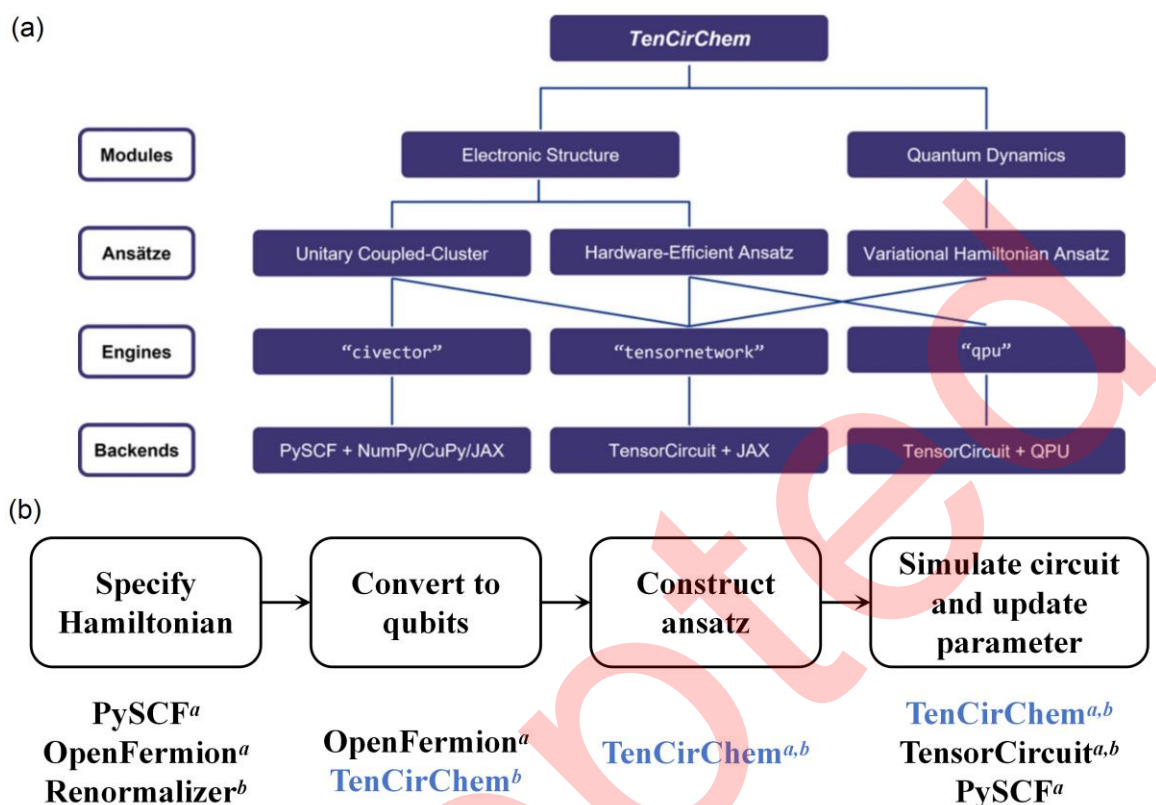 (a)
TenCirChem
Modules
Electronic Structure
Quantum Dynamics
Ansätze
Unitary Coupled-Cluster
Hardware-Efficient Ansatz
Variational Hamiltonian Ansatz
Engines
“civector”
“tensornetwork”
“qpu”
Backends
PySCF + NumPy/CuPy/JAX
TensorCircuit + JAX
TensorCircuit + QPU
(b)
Specify
Hamiltonian
Convert to
qubits
Construct
ansatz
Simulate circuit
and update
parameter
PySCFa
OpenFermiona
Renormalizerb
OpenFermiona
TenCirChemb
TenCirChema,b
TenCirChema,b
TensorCircuita,b
PySCFa
pted